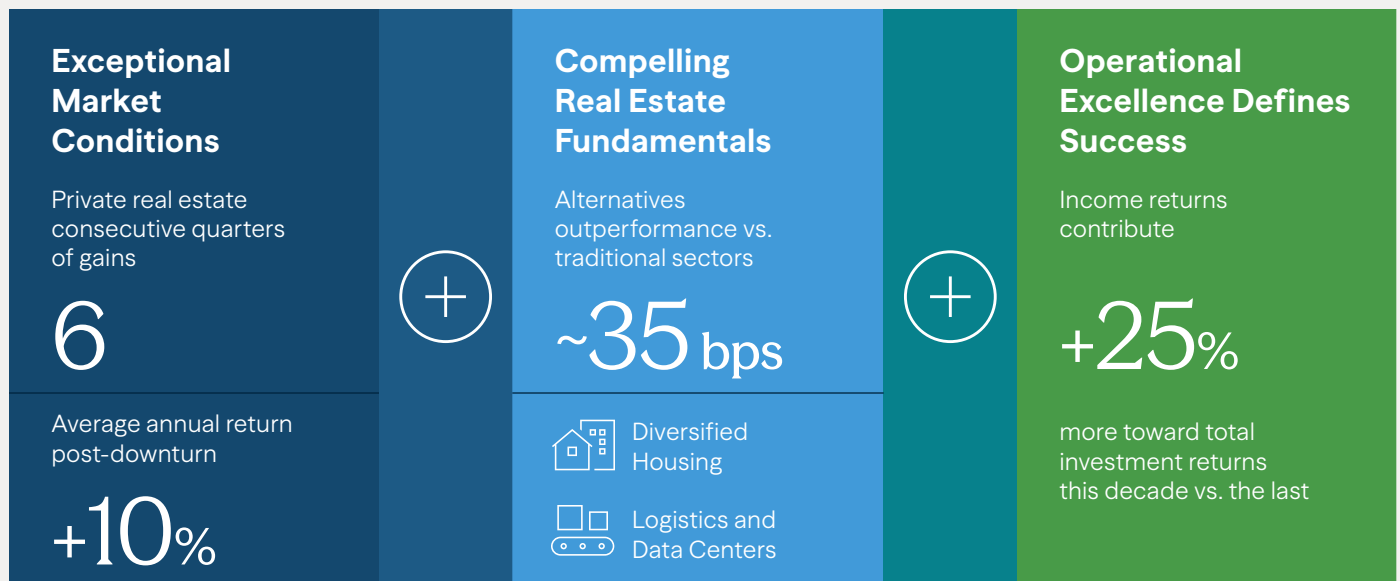 Exceptional
Market
Conditions
Private real estate
consecutive quarters
of gains
6
Average annual return
post-downturn
+10%
Compelling
Real Estate
Fundamentals
Alternatives
outperformance vs.
traditional sectors
~35 bps
Diversified
Housing
Logistics and
Data Centers
Operational
Excellence Defines
Success
Income returns
contribute
+25%
more toward total
investment returns
this decade vs. the last